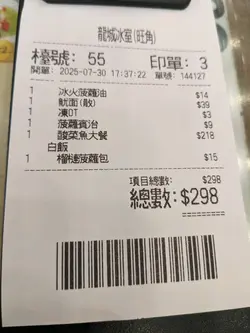 龍城冰室(旺角)
檯號: 55 印單: 3
開單: 2025-07-30 17:37:22 單號: 144127
1 冰火菠蘿油 $14
1 魷面(散) $39
1 凍OT $3
1 菠蘿賓治 $9
1 酸菜魚大餐 $218
白飯
1 榴槤菠蘿包 $15
項目總數: $298
總數: $298